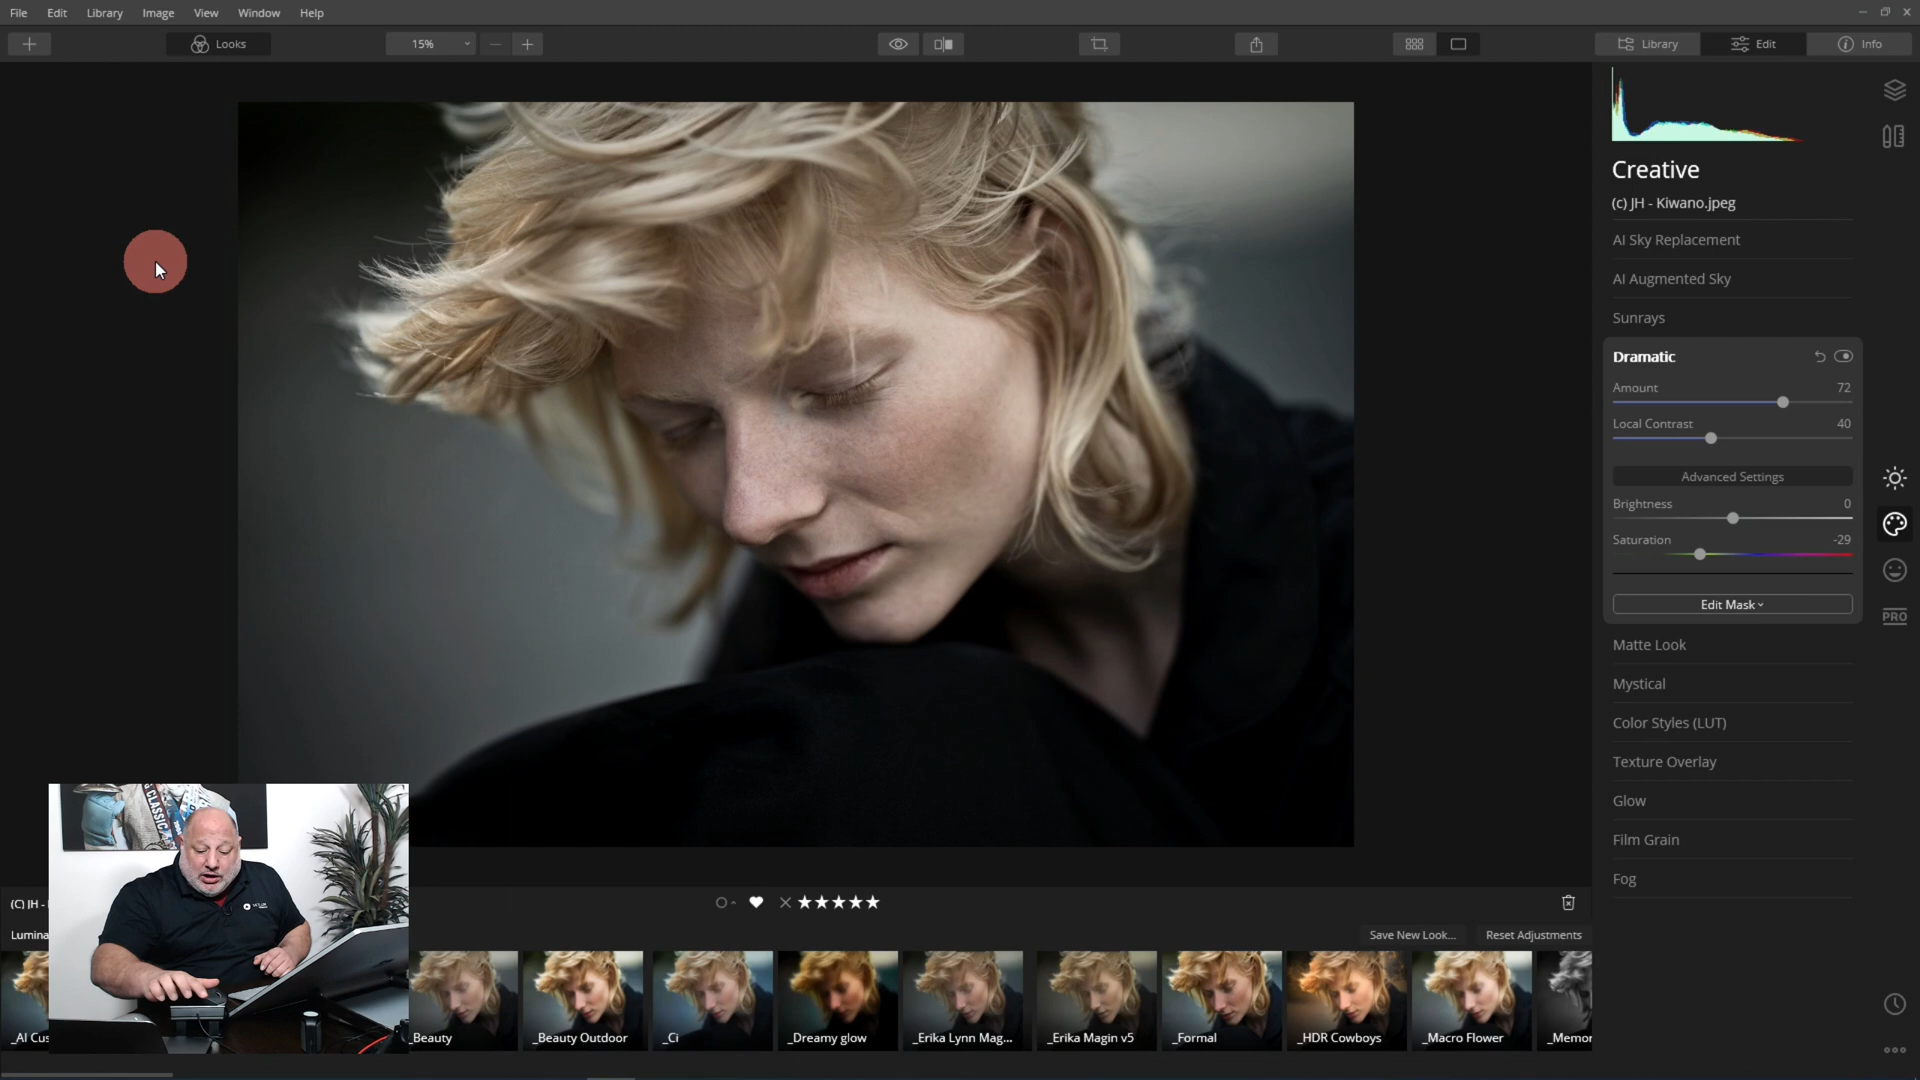 File Edit Library Image View Window Help
Looks 15% Library Edit Info
Creative
(c) JH - Kiwano.jpeg
AI Sky Replacement
AI Augmented Sky
Sunrays
Dramatic
Amount 72
Local Contrast 40
Advanced Settings
Brightness 0
Saturation -29
Edit Mask
PRO
Matte Look
Mystical
Color Styles (LUT)
Texture Overlay
Glow
Film Grain
Fog
(C) JH -
Lumina
Save New Look... Reset Adjustments
CLASSIC
_AI Cus
_Beauty
_Beauty Outdoor
_Ci
_Dreamy glow
_Erika Lynn Mag...
_Erika Magin v5
_Formal
_HDR Cowboys
_Macro Flower
_Memor